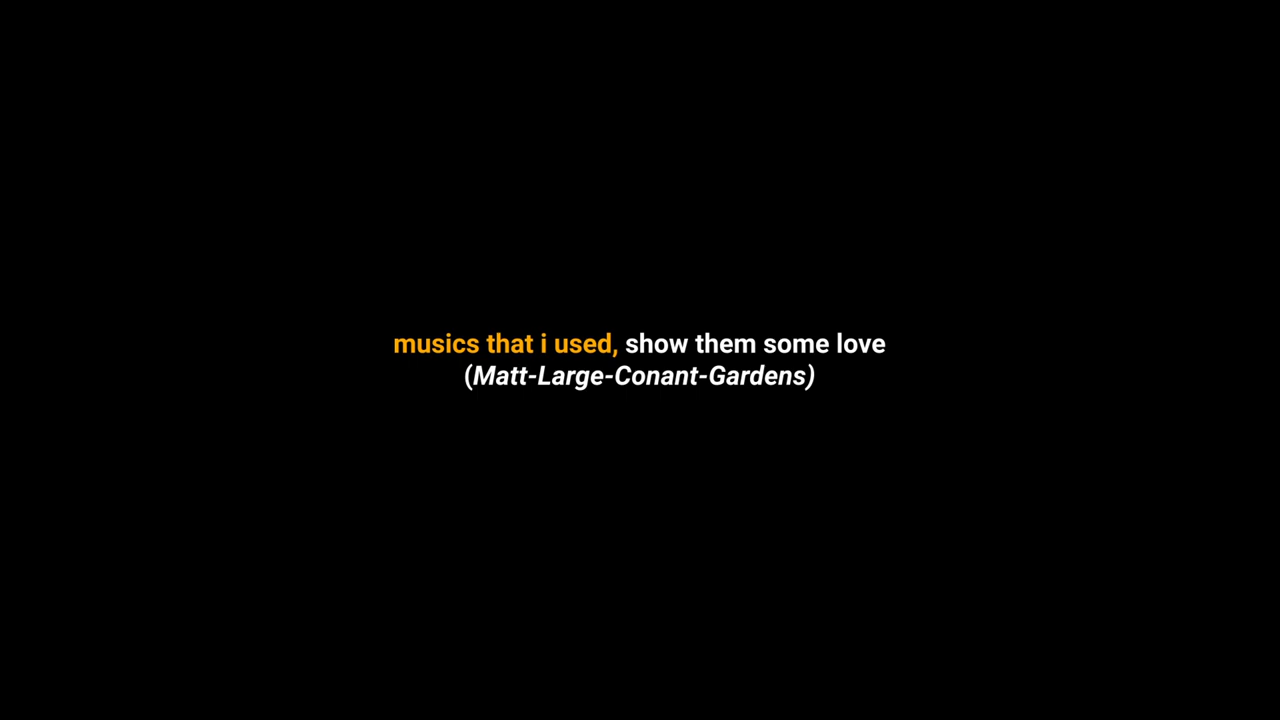 musics that i used, show them some love
(Matt-Large-Conant-Gardens)